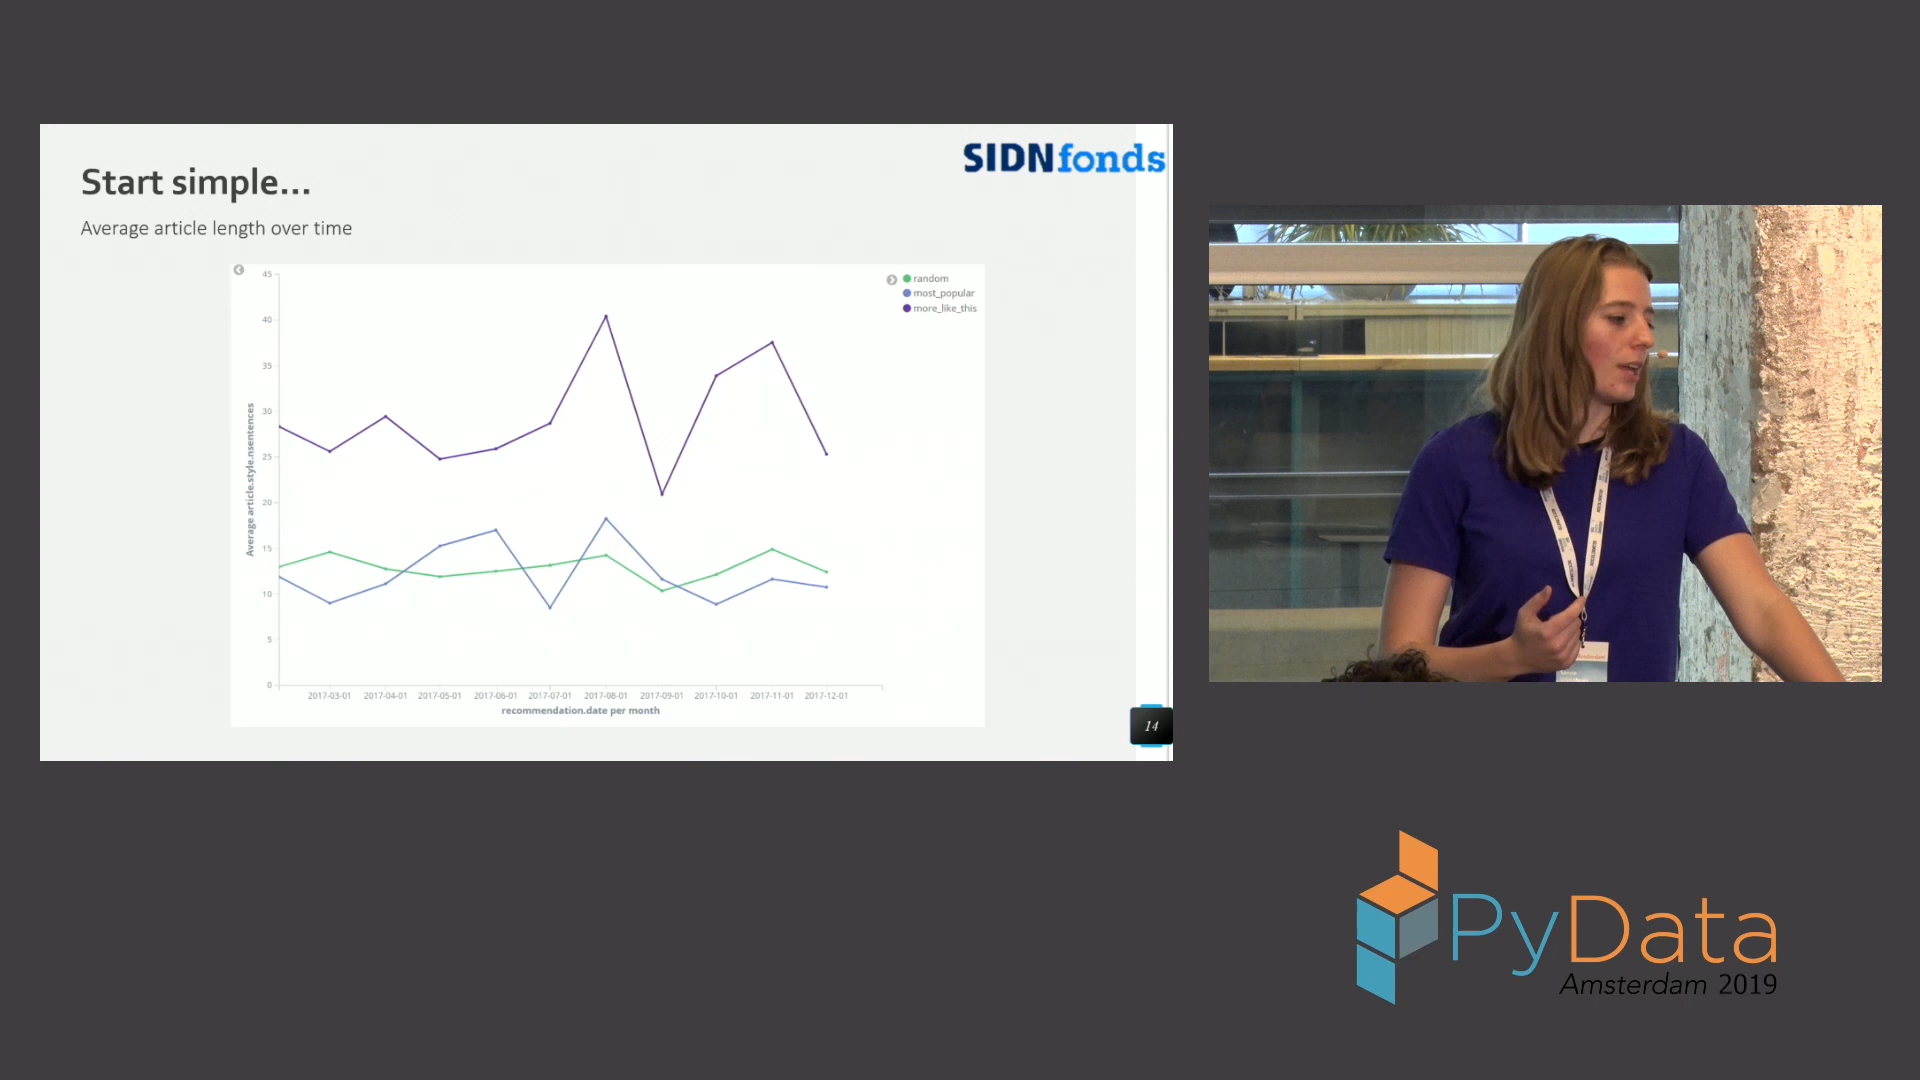 Start simple...
Average article length over time
SIDNfonds
random
most_popular
more_like_this
45
40
35
30
25
20
15
10
5
0
Average article.style.nsentences
2017-03-01 2017-04-01 2017-05-01 2017-06-01 2017-07-01 2017-08-01 2017-09-01 2017-10-01 2017-11-01 2017-12-01
recommendation.date per month
14
PyData
Amsterdam 2019